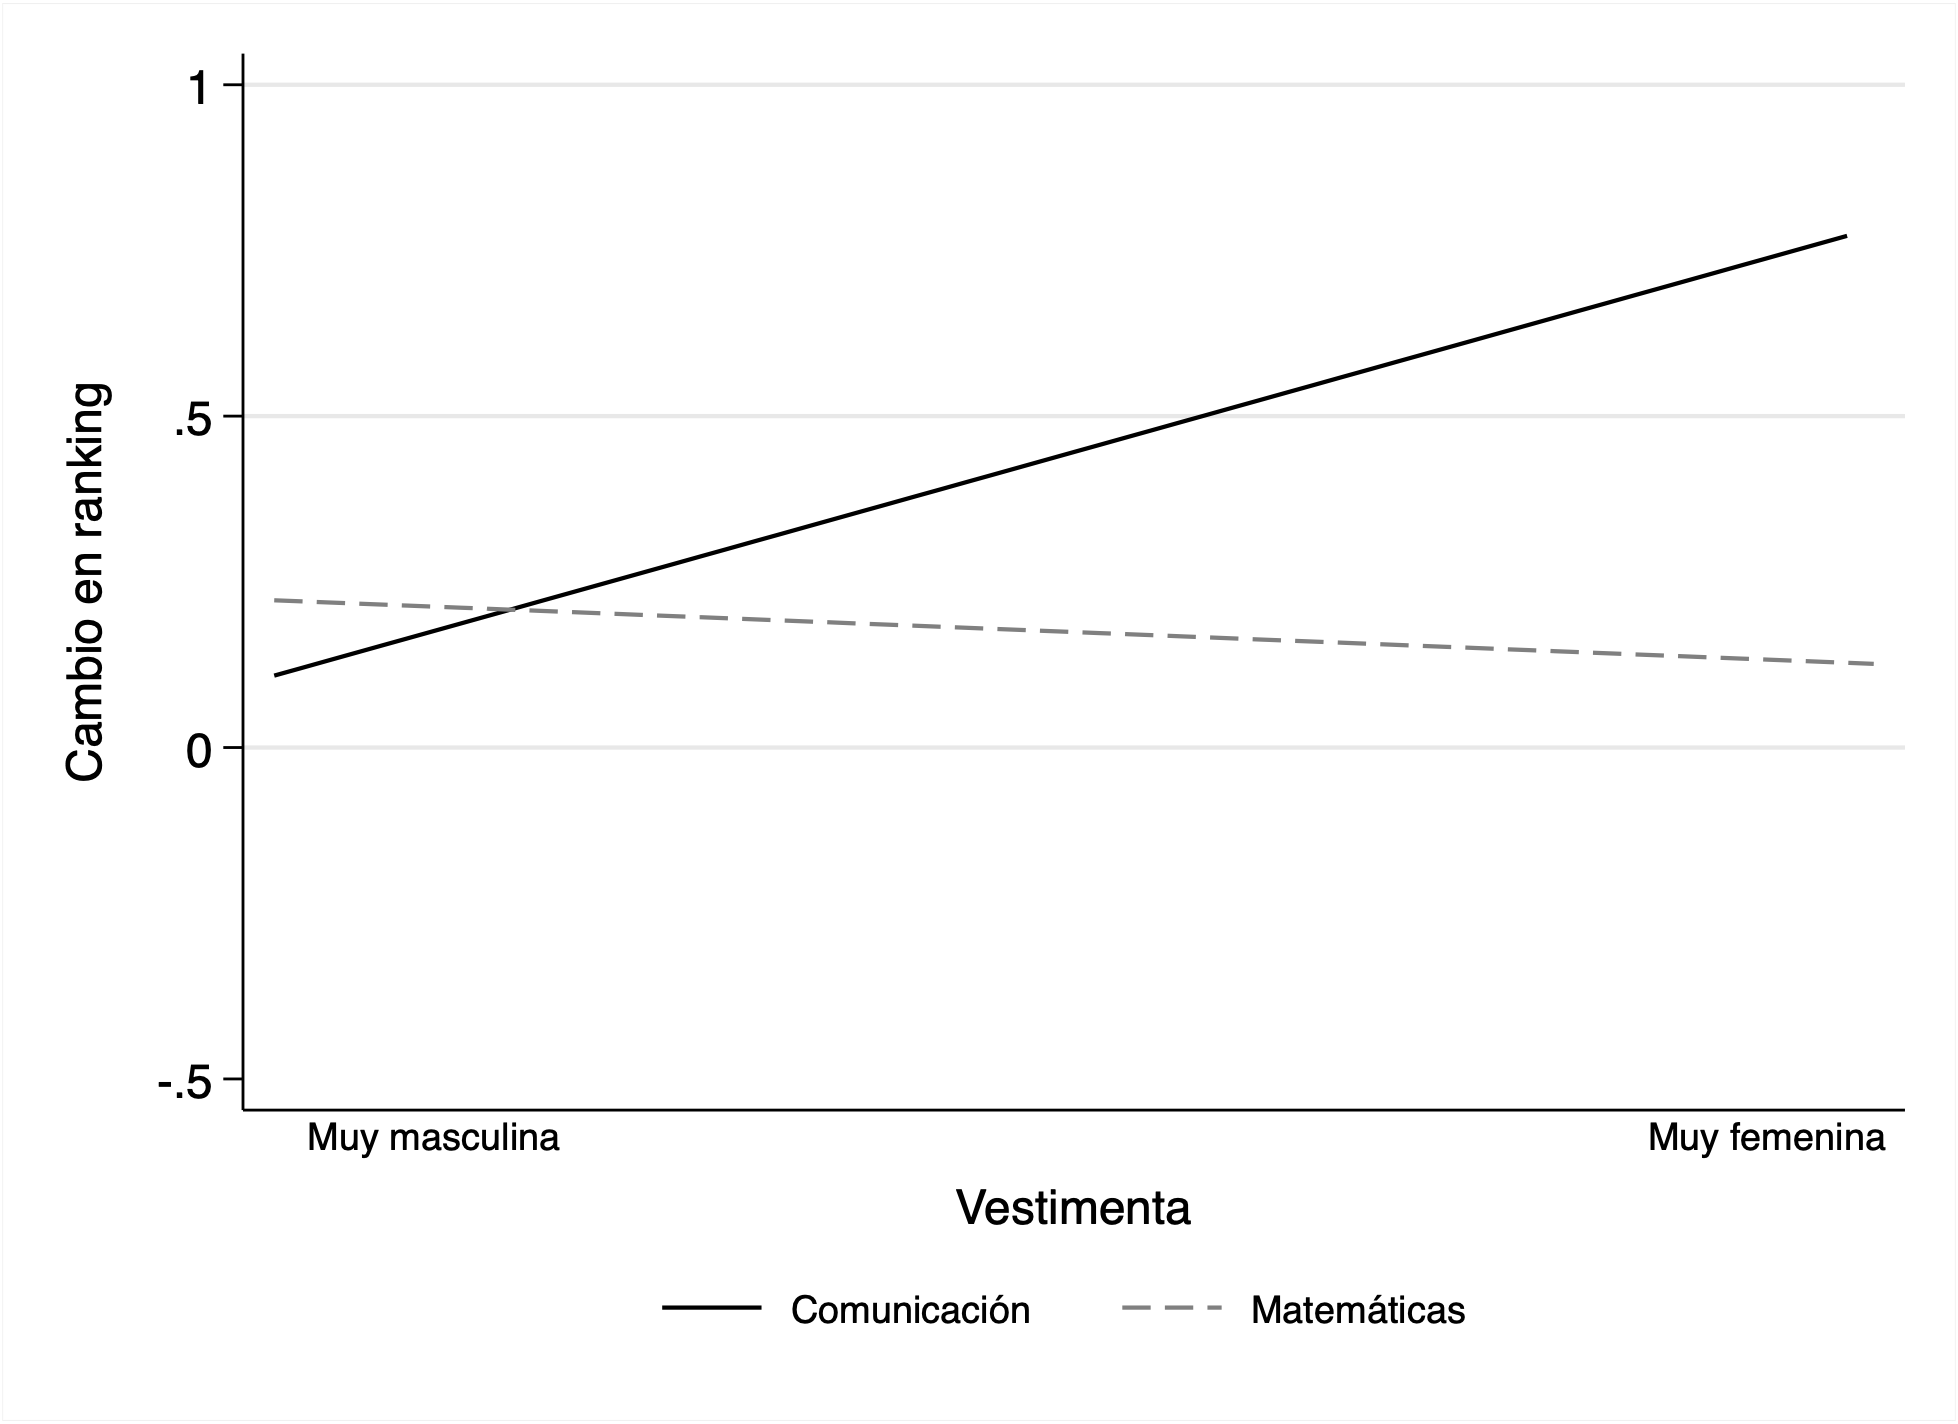 1
.5
0
-.5
Cambio en ranking
Muy masculina
Muy femenina
Vestimenta
Comunicación
Matemáticas